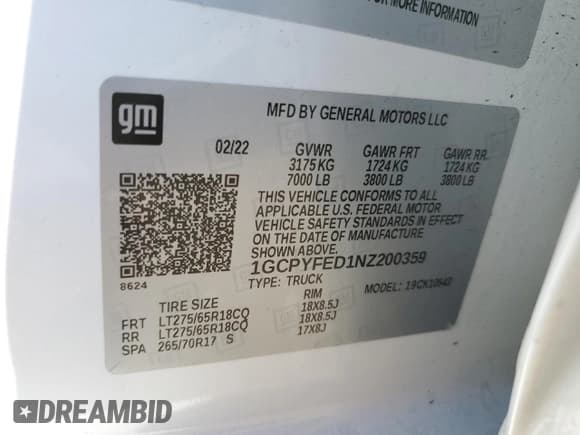 FOR MORE INFORMATION
gm
MFD BY GENERAL MOTORS LLC
02/22 GVWR GAWR FRT GAWR RR
3175 KG 1724 KG 1724 KG
7000 LB 3800 LB 3800 LB
THIS VEHICLE CONFORMS TO ALL
APPLICABLE U.S. FEDERAL MOTOR
VEHICLE SAFETY STANDARDS IN EFFECT
ON THE DATE OF MANUFACTURE
SHOWN ABOVE.
8624 1GCPYFED1NZ200359
TYPE: TRUCK MODEL:
TIRE SIZE RIM
FRT LT275/65R18CQ 18X8.5J
RR LT275/65R18CQ 18X8.5J
SPA 265/70R17 S 17X8J
DREAMBID